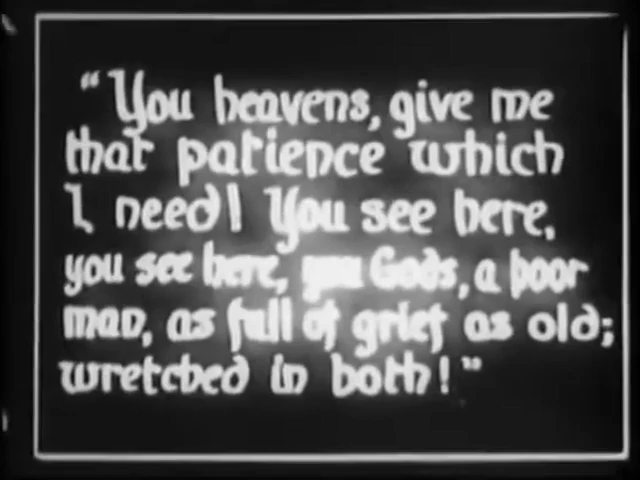 "You heavens, give me
that patience which
I, need! You see here,
you see here, you Gods, a poor
man, as full of grief as old;
wretched in both!"